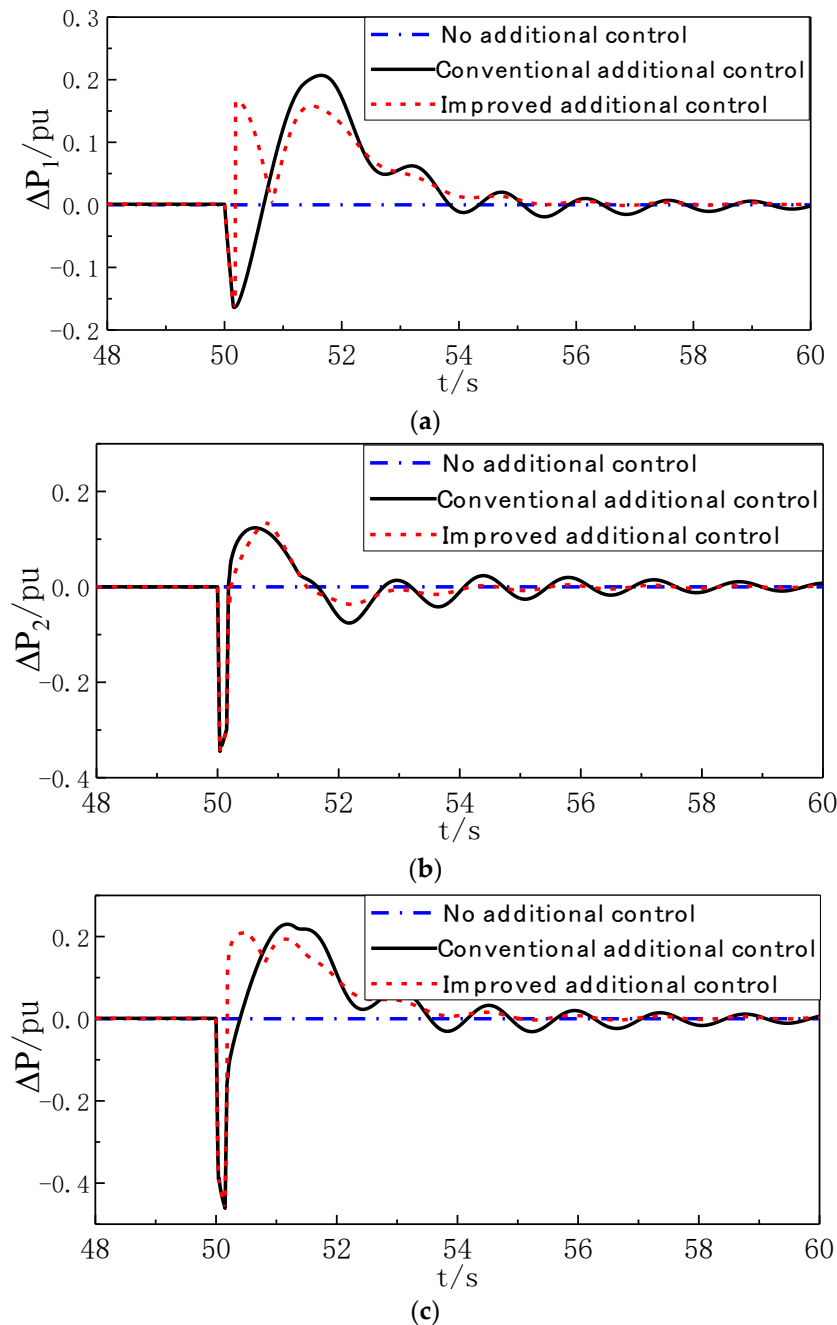 0.3
No additional control
Conventional additional control
Improved additional control
0.2
0.1
0.0
-0.1
-0.2
ΔP₁/pu
48 50 52 54 56 58 60
t/s
(a)
No additional control
Conventional additional control
Improved additional control
0.2
0.0
-0.2
-0.4
ΔP₂/pu
48 50 52 54 56 58 60
t/s
(b)
No additional control
Conventional additional control
Improved additional control
0.2
0.0
-0.2
-0.4
ΔP/pu
48 50 52 54 56 58 60
t/s
(c)